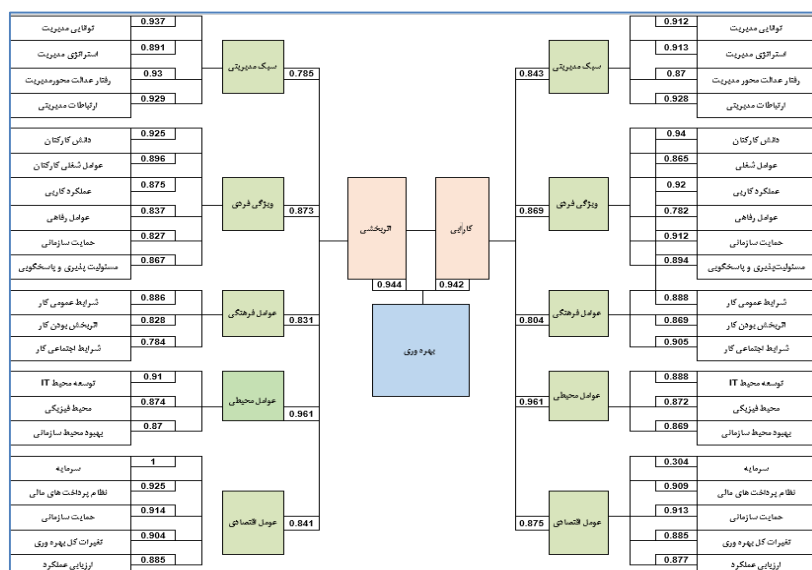 توانایی مدیریت
0.912
استراتژی مدیریت
0.913
رفتار عدالت محور مدیریت
0.87
ارتباطات مدیریتی
0.928
سبک مدیریتی
0.843
دانش کارکنان
0.94
عوامل شغلی
0.865
عملکرد کارایی
0.92
عوامل رفاهی
0.782
حمایت سازمانی
0.912
مسئولیت‌پذیری و پاسخگویی
0.894
ویژگی فردی
0.869
شرایط عمومی کار
0.888
اثربخش بودن کار
0.869
شرایط اجتماعی کار
0.905
عوامل فرهنگی
0.804
توسعه محیط IT
0.888
محیط فیزیکی
0.872
بهبود محیط سازمانی
0.869
عوامل محیطی
0.961
سرمایه
0.304
نظام پرداخت های مالی
0.909
حمایت سازمانی
0.913
تغیرات کل بهره وری
0.885
ارزیابی عملکرد
0.877
عومل اقتصادی
0.875
کارآیی
0.942
اثربخشی
0.944
بهره وری
سبک مدیریتی
0.785
توانایی مدیریت
0.937
استراتژی مدیریت
0.891
رفتار عدالت محورمدیریت
0.93
ارتباطات مدیریتی
0.929
ویژگی فردی
0.873
دانش کارکنان
0.925
عوامل شغلی کارکنان
0.896
عملکرد کارایی
0.875
عوامل رفاهی
0.837
حمایت سازمانی
0.827
مسئولیت پذیری و پاسخگویی
0.867
عوامل فرهنگی
0.831
شرایط عمومی کار
0.886
اثربخش بودن کار
0.828
شرایط اجتماعی کار
0.784
عوامل محیطی
0.961
توسعه محیط IT
0.91
محیط فیزیکی
0.874
بهبود محیط سازمانی
0.87
عومل اقتصادی
0.841
سرمایه
1
نظام پرداخت های مالی
0.925
حمایت سازمانی
0.914
تغیرات کل بهره وری
0.904
ارزیابی عملکرد
0.885